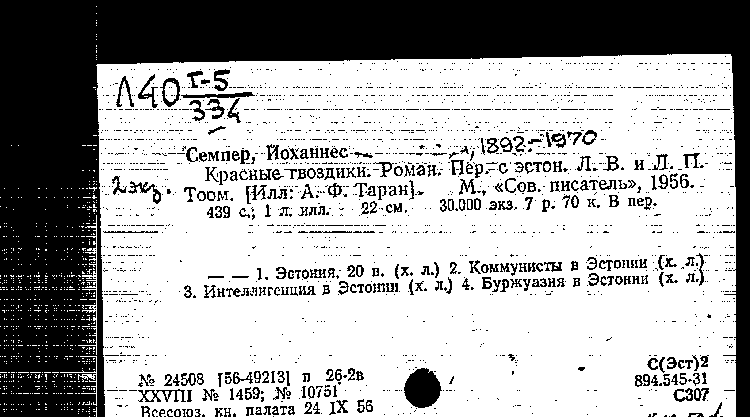 Л40 I-5
334
Семпер, Йоханнес , 1892-1970
Красные гвоздики. Роман. Пер. с эстон. Л. В. и Л. П.
2 экз. Тоом. [Илл: А. Ф. Таран]. М., «Сов. писатель», 1956.
439 с.; 1 л. илл. 22 см. 30.000 экз. 7 р. 70 к. В пер.
— — 1. Эстония, 20 в. (х. л.) 2. Коммунисты в Эстонии (х. л.)
3. Интеллигенция в Эстонии (х. л.) 4. Буржуазия в Эстонии (х. л.)
С(Эст)2
№ 24508 [56-49213] п 26-2в 894.545-31
XXVIII № 1459; № 10751 С307
Всесоюз. кн. палата 24 IX 56